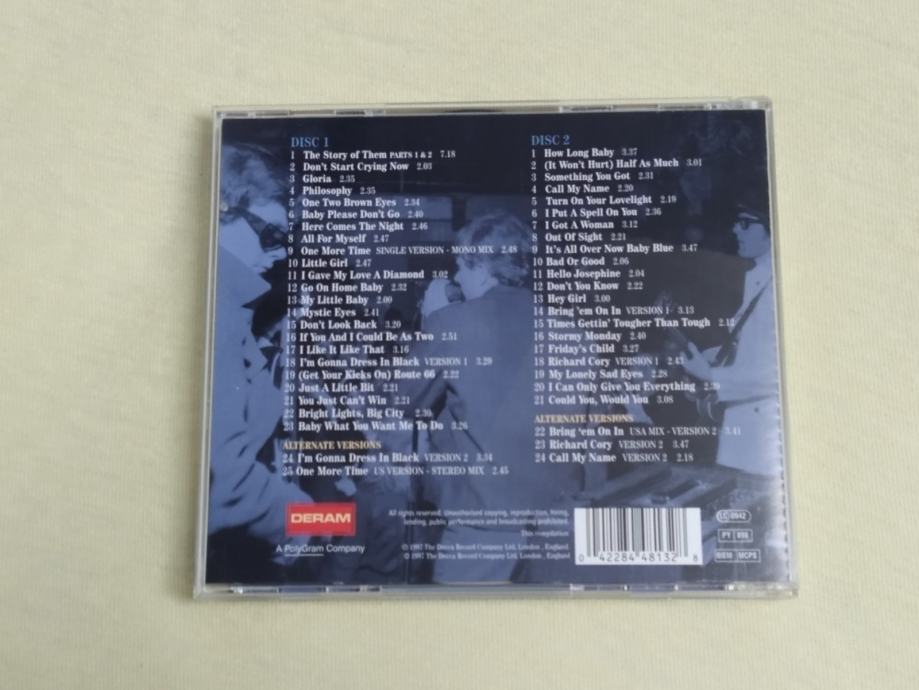 DISC 1
1 The Story of Them PARTS 1 & 2 7.18
2 Don't Start Crying Now 2.03
3 Gloria 2.35
4 Philosophy 2.35
5 One Two Brown Eyes 2.34
6 Baby Please Don't Go 2.40
7 Here Comes The Night 2.46
8 All For Myself 2.47
9 One More Time SINGLE VERSION - MONO MIX 2.48
10 Little Girl 2.47
11 I Gave My Love A Diamond 3.02
12 Go On Home Baby 2.32
13 My Little Baby 2.00
14 Mystic Eyes 2.41
15 Don't Look Back 3.20
16 If You And I Could Be As Two 2.51
17 I Like It Like That 3.16
18 I'm Gonna Dress In Black VERSION 1 3.29
19 (Get Your Kicks On) Route 66 2.22
20 Just A Little Bit 2.21
21 You Just Can't Win 2.21
22 Bright Lights, Big City 2.30
23 Baby What You Want Me To Do 3.26
ALTERNATE VERSIONS
24 I'm Gonna Dress In Black VERSION 2 3.34
25 One More Time US VERSION - STEREO MIX 2.45
DISC 2
1 How Long Baby 3.37
2 (It Won't Hurt) Half As Much 3.01
3 Something You Got 2.31
4 Call My Name 2.20
5 Turn On Your Lovelight 2.19
6 I Put A Spell On You 2.36
7 I Got A Woman 3.12
8 Out Of Sight 2.21
9 It's All Over Now Baby Blue 3.47
10 Bad Or Good 2.06
11 Hello Josephine 2.04
12 Don't You Know 2.22
13 Hey Girl 3.00
14 Bring 'em On In VERSION 1 3.13
15 Times Gettin' Tougher Than Tough 2.12
16 Stormy Monday 2.40
17 Friday's Child 3.27
18 Richard Cory VERSION 1 2.43
19 My Lonely Sad Eyes 2.28
20 I Can Only Give You Everything
21 Could You, Would You 3.08
ALTERNATE VERSIONS
22 Bring 'em On In USA MIX - VERSION 2 3.41
23 Richard Cory VERSION 2 3.47
24 Call My Name VERSION 2 2.18
DERAM
A PolyGram Company
All rights reserved. Unauthorised copying, reproduction, hiring,
lending, public performance and broadcasting prohibited.
This compilation
℗ 1997 The Decca Record Company Ltd, London, England
© 1997 The Decca Record Company Ltd, London, England
0 42284 48132 8
LC 0942
PY 898
BIEM MCPS